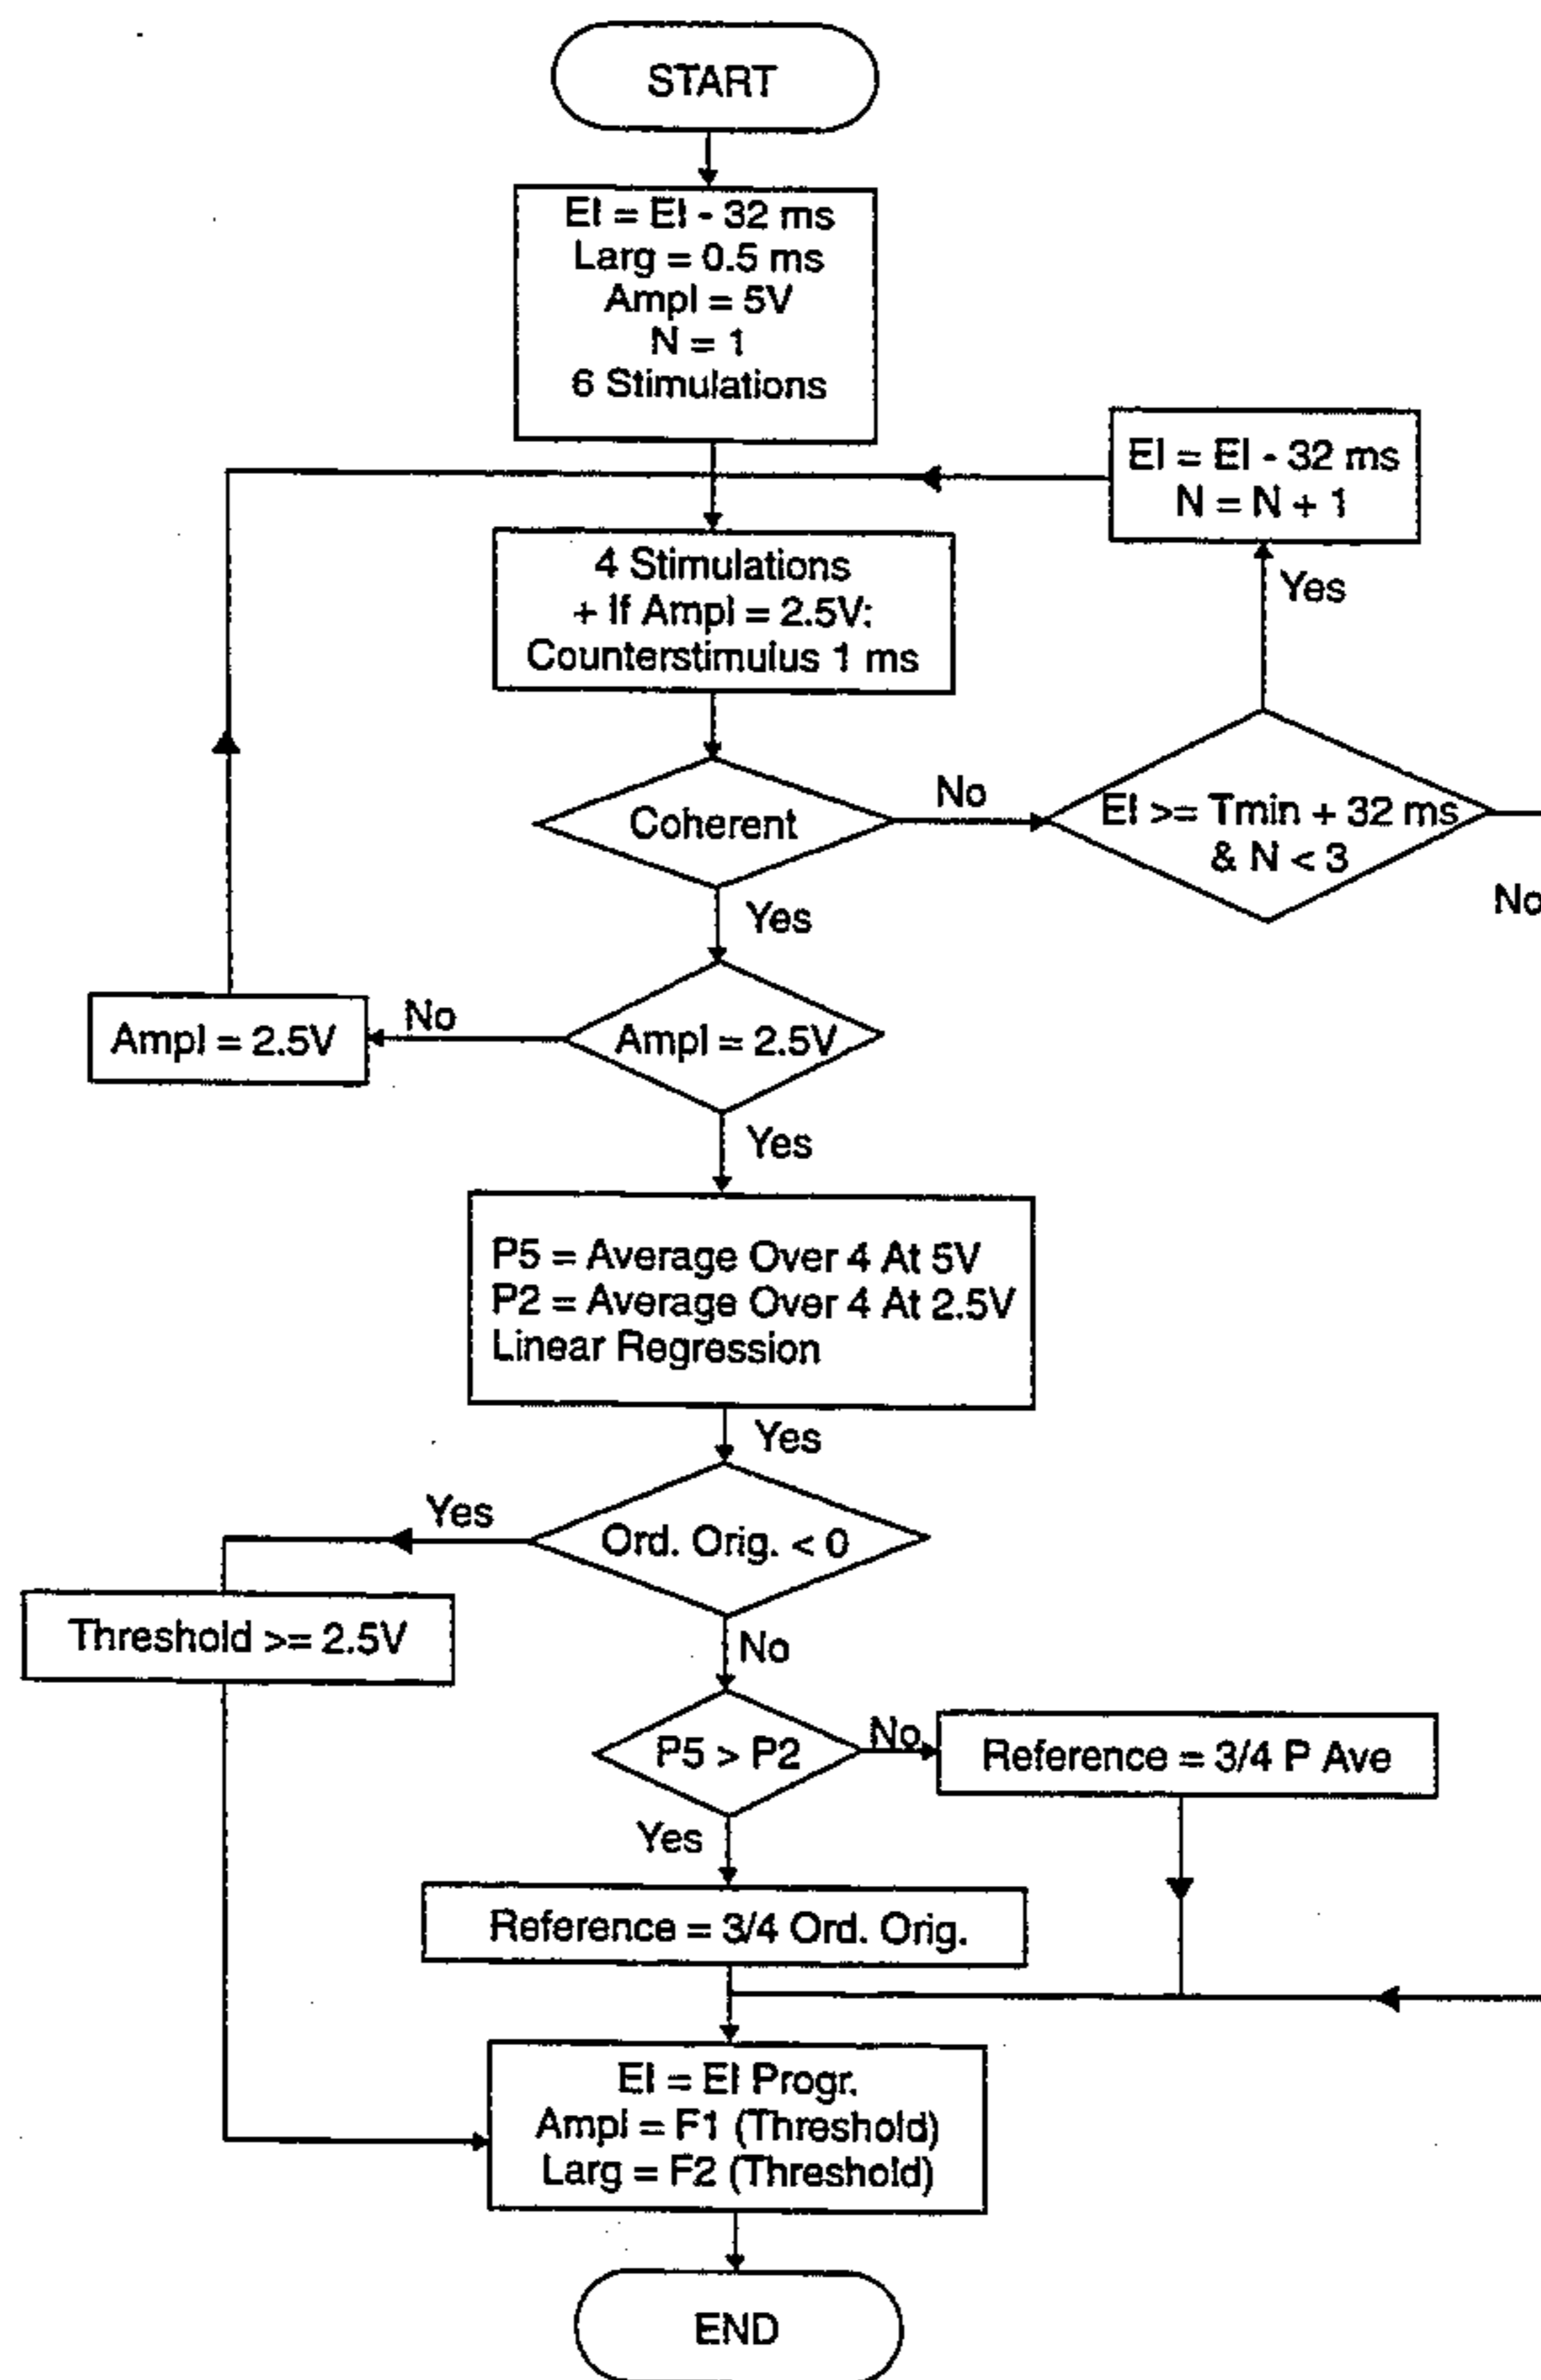 START
EI = EI - 32 ms
Larg = 0.5 ms
Ampl = 5V
N = 1
6 Stimulations
EI = EI - 32 ms
N = N + 1
Yes
4 Stimulations
+ If Ampl = 2.5V:
Counterstimulus 1 ms
Coherent
No
EI >= Tmin + 32 ms
& N < 3
No
Yes
Ampl = 2.5V
No
Ampl = 2.5V
Yes
P5 = Average Over 4 At 5V
P2 = Average Over 4 At 2.5V
Linear Regression
Yes
Yes
Ord. Orig. < 0
Threshold >= 2.5V
No
P5 > P2
No
Reference = 3/4 P Ave
Yes
Reference = 3/4 Ord. Orig.
EI = EI Progr.
Ampl = F1 (Threshold)
Larg = F2 (Threshold)
END